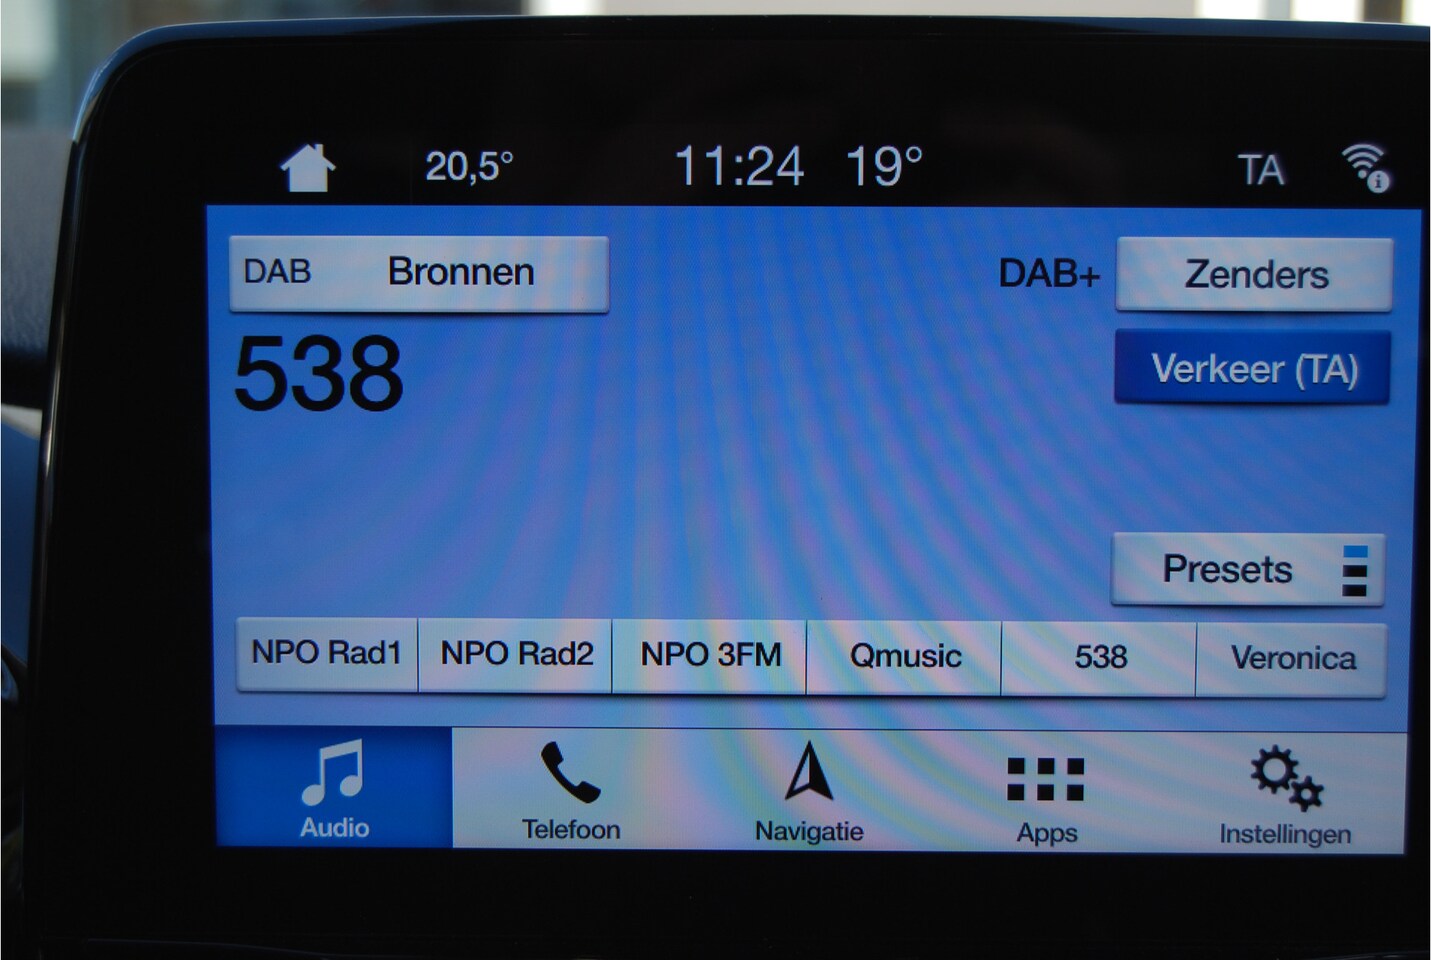 20,5° 11:24 19° TA
DAB Bronnen DAB+ Zenders
538 Verkeer (TA)
Presets
NPO Rad1 NPO Rad2 NPO 3FM Qmusic 538 Veronica
Audio Telefoon Navigatie Apps Instellingen